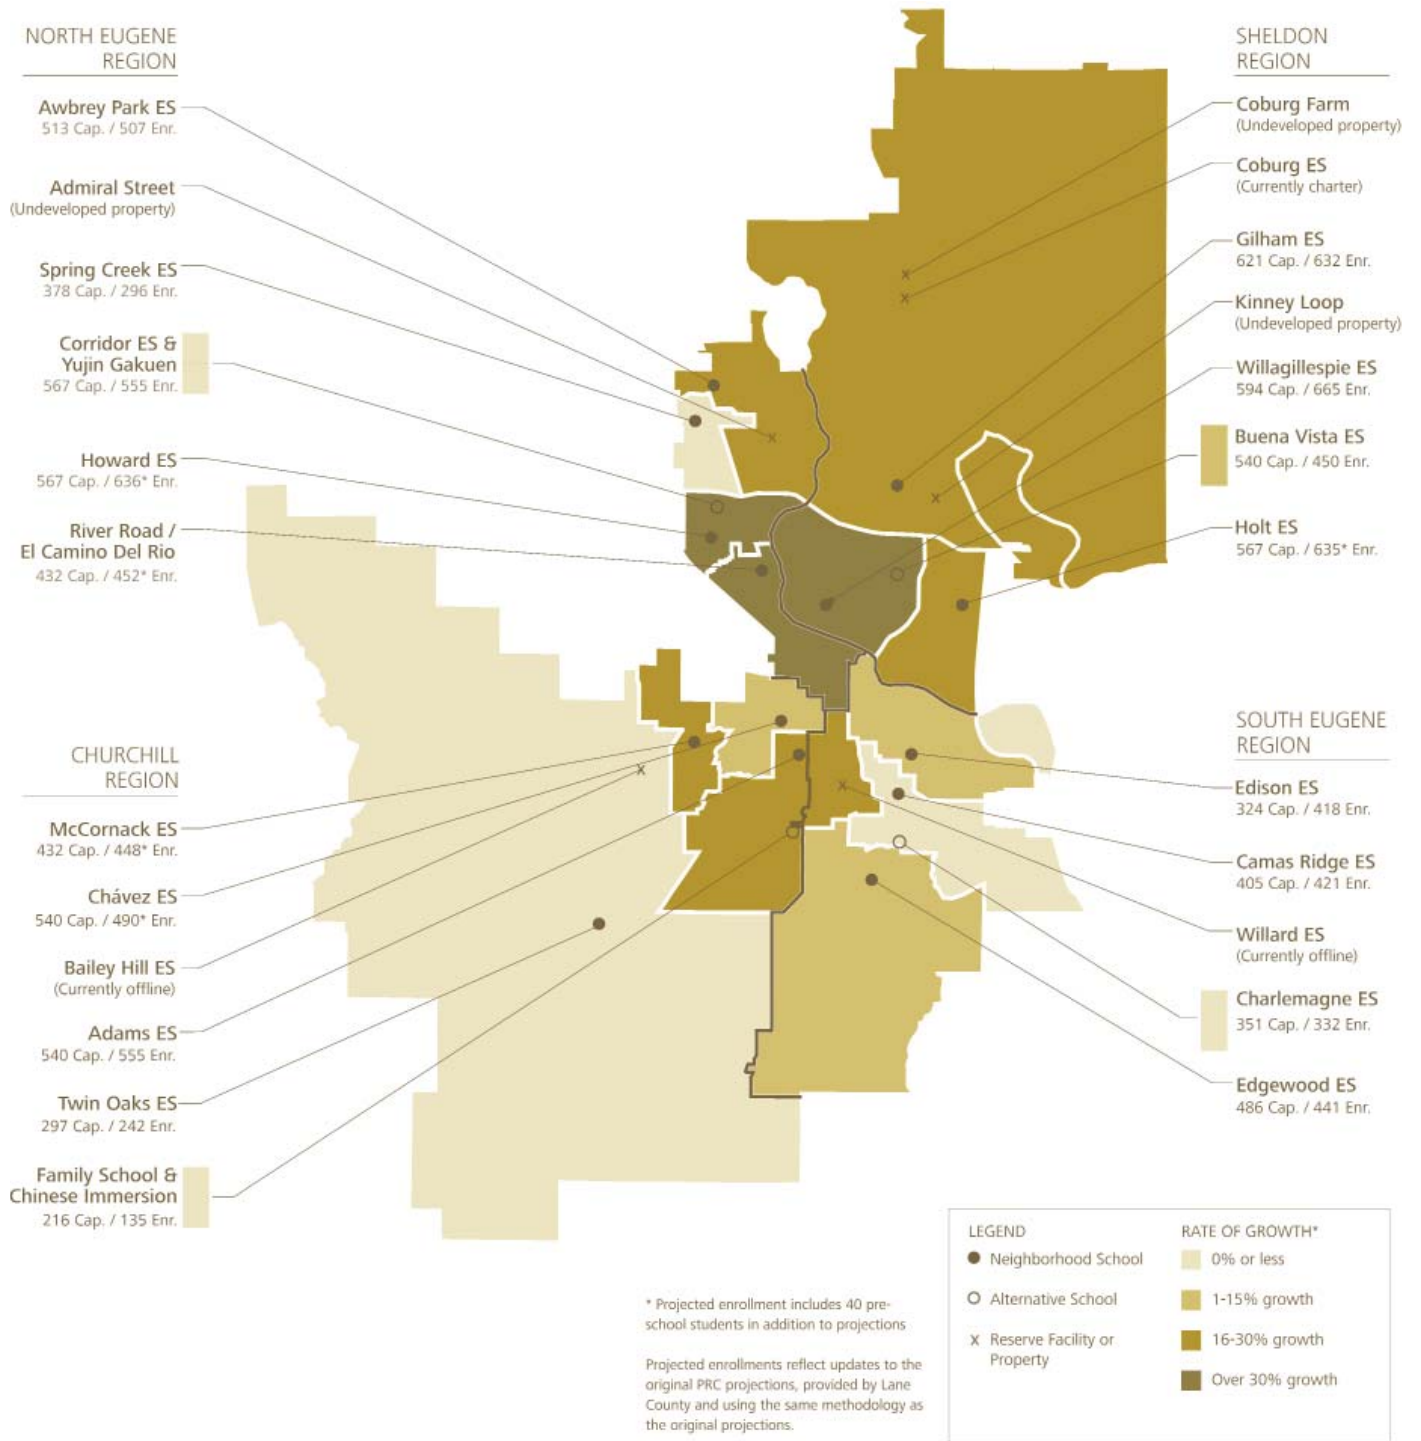 NORTH EUGENE
REGION
Awbrey Park ES
513 Cap. / 507 Enr.
Admiral Street
(Undeveloped property)
Spring Creek ES
378 Cap. / 296 Enr.
Corridor ES &
Yujin Gakuen
567 Cap. / 555 Enr.
Howard ES
567 Cap. / 636* Enr.
River Road /
El Camino Del Rio
432 Cap. / 452* Enr.
CHURCHILL
REGION
McCornack ES
432 Cap. / 448* Enr.
Chávez ES
540 Cap. / 490* Enr.
Bailey Hill ES
(Currently offline)
Adams ES
540 Cap. / 555 Enr.
Twin Oaks ES
297 Cap. / 242 Enr.
Family School &
Chinese Immersion
216 Cap. / 135 Enr.
SHELDON
REGION
Coburg Farm
(Undeveloped property)
Coburg ES
(Currently charter)
Gilham ES
621 Cap. / 632 Enr.
Kinney Loop
(Undeveloped property)
Willagillespie ES
594 Cap. / 665 Enr.
Buena Vista ES
540 Cap. / 450 Enr.
Holt ES
567 Cap. / 635* Enr.
SOUTH EUGENE
REGION
Edison ES
324 Cap. / 418 Enr.
Camas Ridge ES
405 Cap. / 421 Enr.
Willard ES
(Currently offline)
Charlemagne ES
351 Cap. / 332 Enr.
Edgewood ES
486 Cap. / 441 Enr.
* Projected enrollment includes 40 pre-
school students in addition to projections
Projected enrollments reflect updates to the
original PRC projections, provided by Lane
County and using the same methodology as
the original projections.
LEGEND
Neighborhood School
Alternative School
x Reserve Facility or
Property
RATE OF GROWTH*
0% or less
1-15% growth
16-30% growth
Over 30% growth